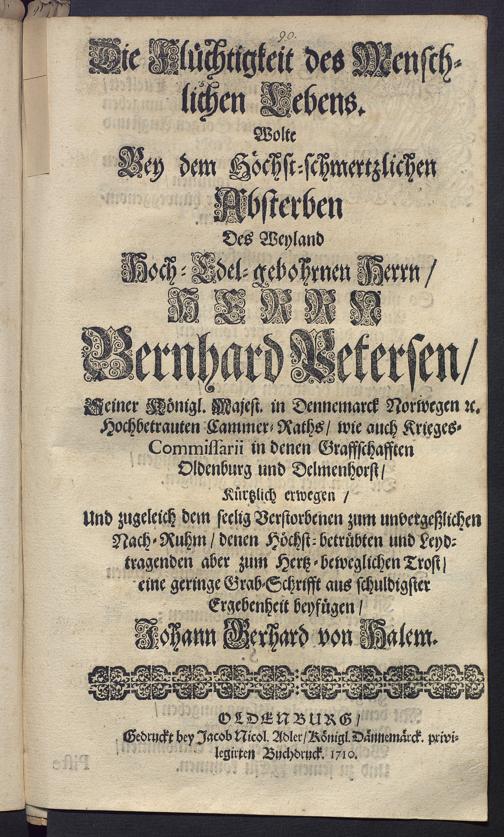 90.
Die Flüchtigkeit des Mensch-
lichen Lebens.
Wolte
Bey dem Höchst-schmertzlichen
Absterben
Des Weyland
Hoch-Edel-gebohrnen Herrn/
HERRN
Bernhard Petersen/
Seiner Königl. Majest. in Dennemarck Norwegen ꝛc.
Hochbetrauten Cammer-Raths/ wie auch Krieges-
Commissarii in denen Graffschafften
Oldenburg und Delmenhorst/
Kürtzlich erwegen/
Und zugeleich dem seelig Verstorbenen zum unvergeßlichen
Nach-Ruhm/ denen Höchst-betrübten und Leyd-
tragenden aber zum Hertz-beweglichen Trost/
eine geringe Grab-Schrifft aus schuldigster
Ergebenheit beyfügen/
Johann Gerhard von Halem.
OLDENBURG/
Gedruckt bey Jacob Nicol. Adler/Königl. Dännemärck. privi-
legirten Buchdruck. 1710.